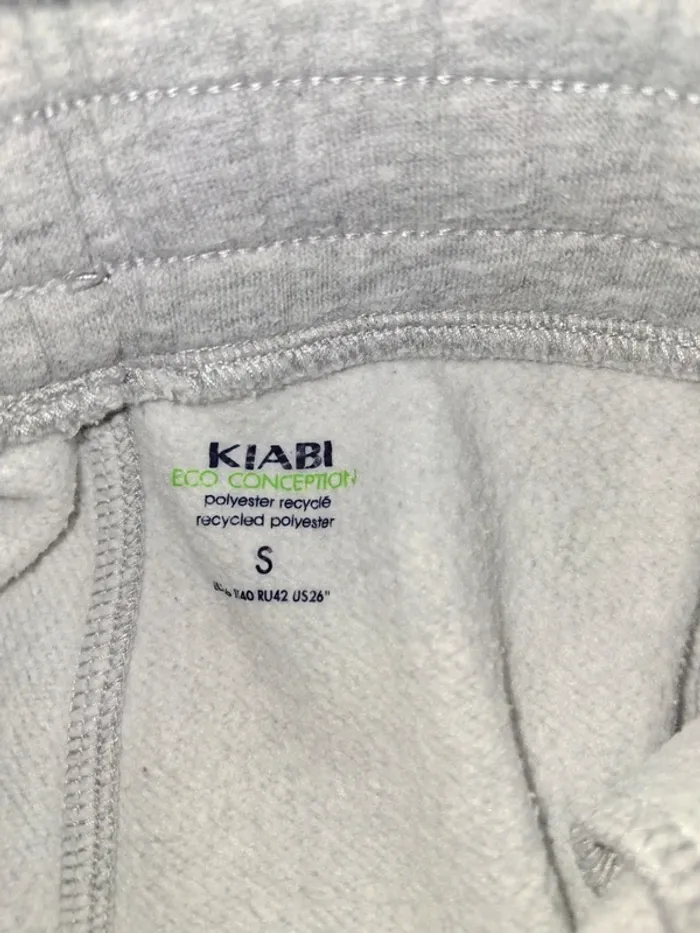 KIABI
ECO CONCEPTION
polyester recyclé
recycled polyester
S
RU42 US26"